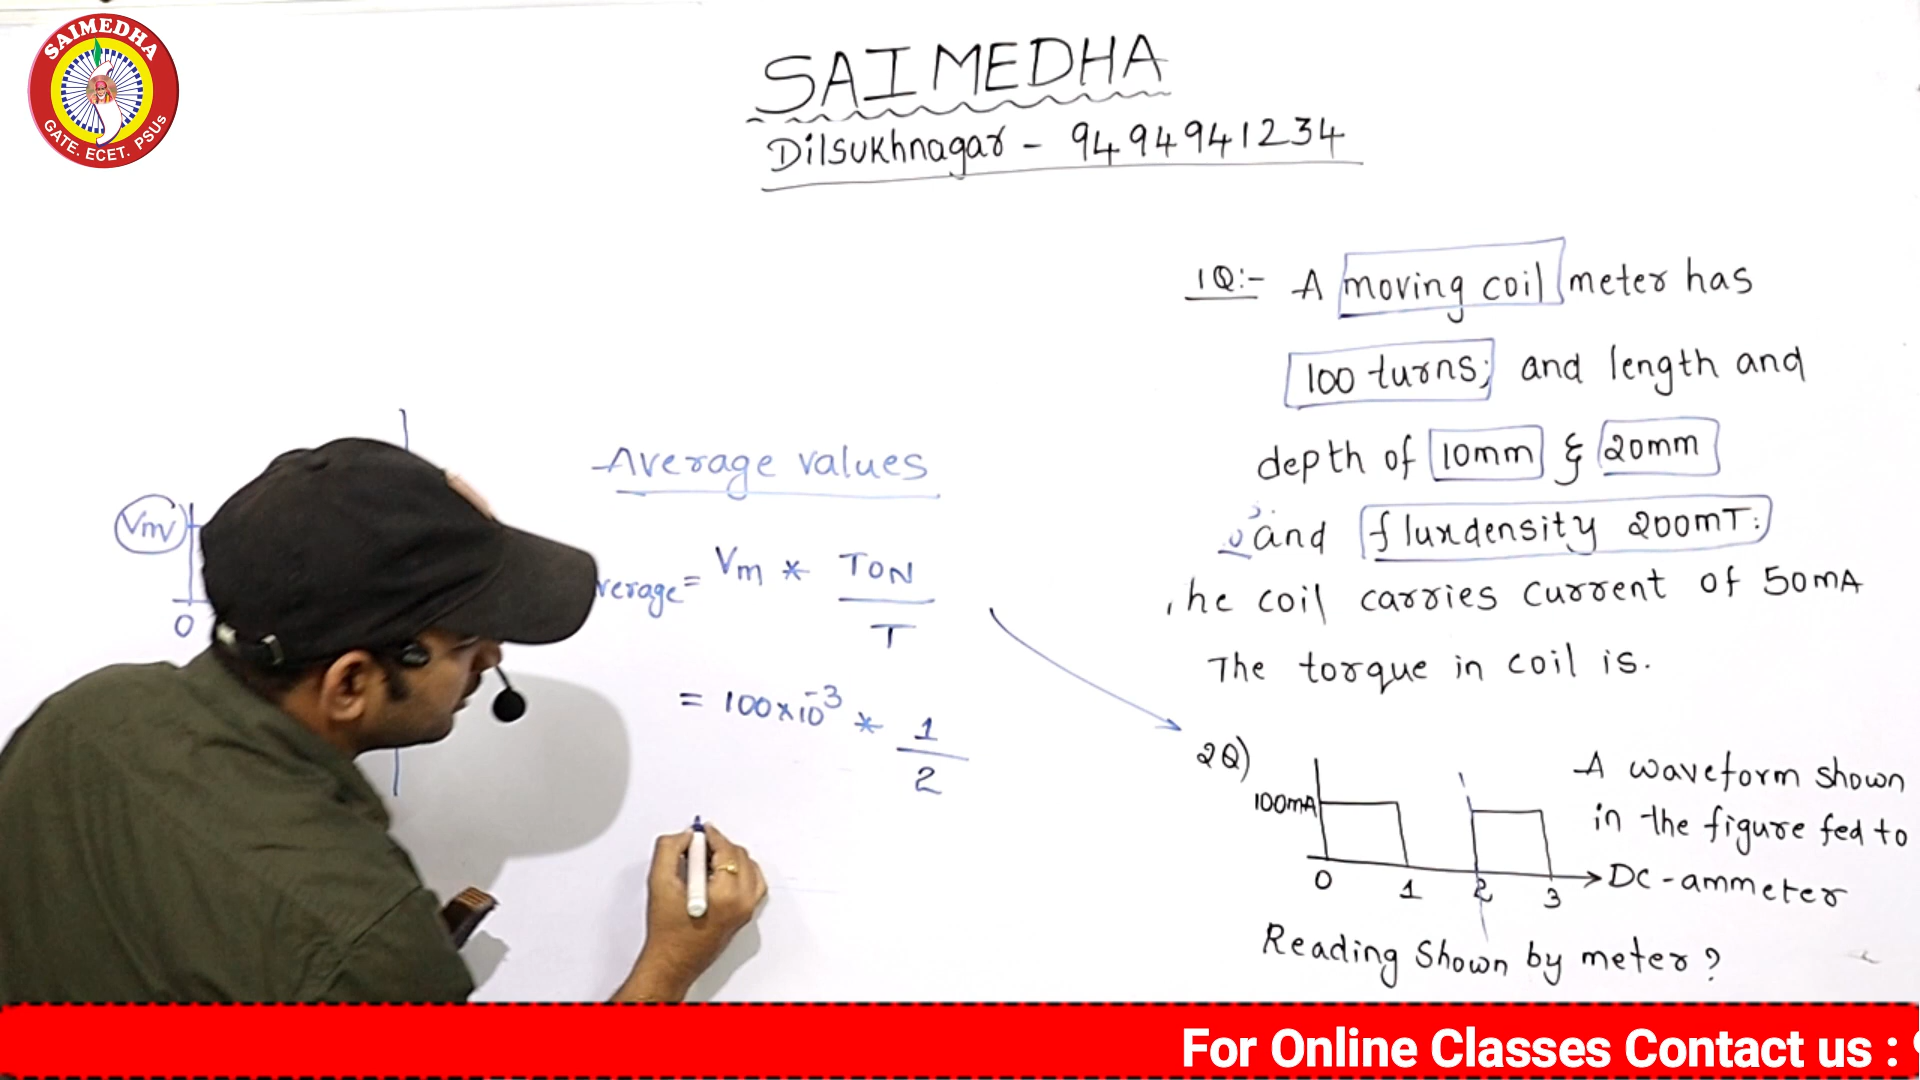 SAIMEDHA
GATE. ECET. PSUs
SAIMEDHA
Dilsukhnagar - 9494941234
1Q:- A moving coil meter has
100 turns; and length and
depth of 10mm & 20mm
and fluxdensity 200mT.
he coil carries current of 50mA
The torque in coil is.
Average values
Vm
verage = Vm * TON
T
0
= 100×10⁻³ * 1
2
2Q)
A waveform shown
100mA
in the figure fed to
0 1 2 3
DC-ammeter
Reading Shown by meter?
For Online Classes Contact us :